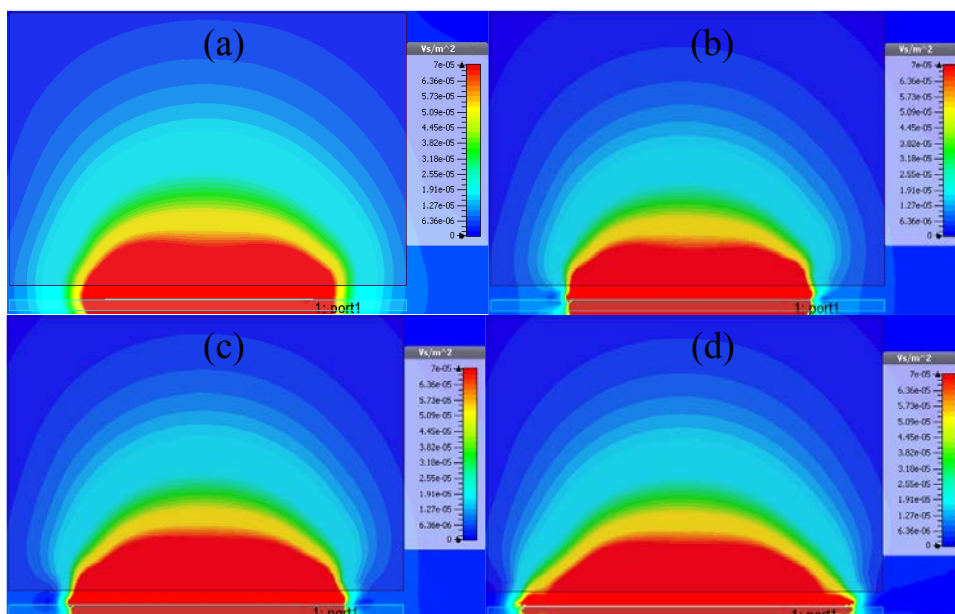 (a)
Vs/m^2
7e-05
6.36e-05
5.73e-05
5.09e-05
4.45e-05
3.82e-05
3.18e-05
2.55e-05
1.91e-05
1.27e-05
6.36e-06
0
1: port1
(b)
Vs/m^2
7e-05
6.36e-05
5.73e-05
5.09e-05
4.45e-05
3.82e-05
3.18e-05
2.55e-05
1.91e-05
1.27e-05
6.36e-06
0
1: port1
(c)
Vs/m^2
7e-05
6.36e-05
5.73e-05
5.09e-05
4.45e-05
3.82e-05
3.18e-05
2.55e-05
1.91e-05
1.27e-05
6.36e-06
0
1: port1
(d)
Vs/m^2
7e-05
6.36e-05
5.73e-05
5.09e-05
4.45e-05
3.82e-05
3.18e-05
2.55e-05
1.91e-05
1.27e-05
6.36e-06
0
1: port1